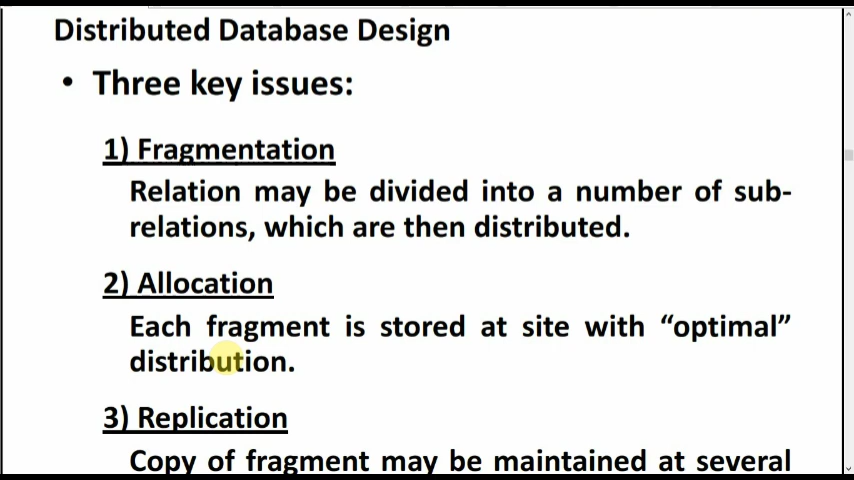 Distributed Database Design
• Three key issues:
1) Fragmentation
Relation may be divided into a number of sub-
relations, which are then distributed.
2) Allocation
Each fragment is stored at site with “optimal”
distribution.
3) Replication
Copy of fragment may be maintained at several